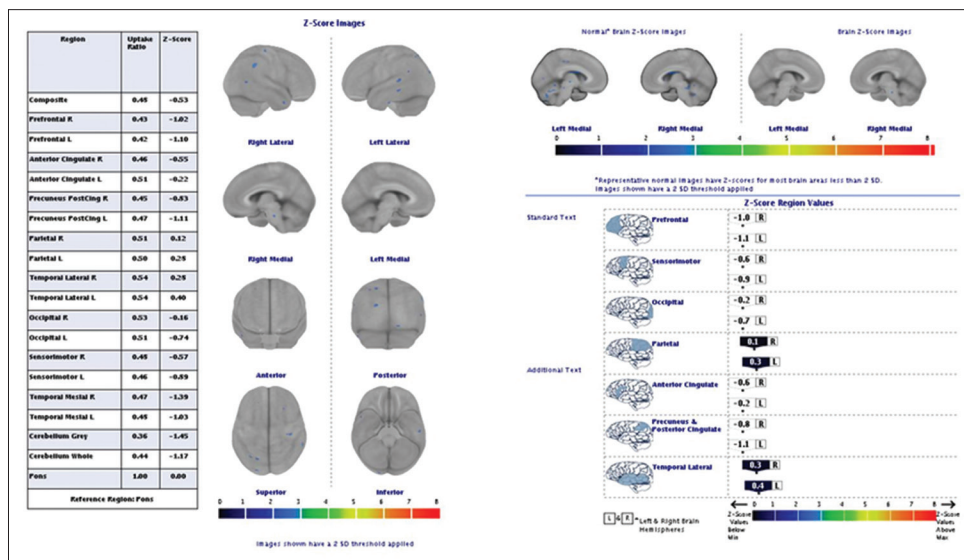 Region Uptake Ratio Z-Score
Composite 0.48 -0.53
Prefrontal R 0.43 -1.02
Prefrontal L 0.42 -1.10
Anterior Cingulate R 0.46 -0.55
Anterior Cingulate L 0.51 -0.22
Precuneus PostCing R 0.45 -0.83
Precuneus PostCing L 0.47 -1.11
Parietal R 0.51 0.12
Parietal L 0.50 0.28
Temporal Lateral R 0.54 0.28
Temporal Lateral L 0.54 0.40
Occipital R 0.53 -0.16
Occipital L 0.51 -0.74
Sensorimotor R 0.48 -0.57
Sensorimotor L 0.46 -0.89
Temporal Mesial R 0.47 -1.39
Temporal Mesial L 0.48 -1.03
Cerebellum Grey 0.36 -1.45
Cerebellum Whole 0.44 -1.17
Pons 1.00 0.00
Reference Region: Pons
Z-Score Images
Right Lateral Left Lateral
Right Medial Left Medial
Anterior Posterior
Superior Inferior
0 1 2 3 4 5 6 7 8
Images shown have a 2 SD threshold applied
Normal* Brain Z-Score Images Brain Z-Score Images
Left Medial Right Medial Left Medial Right Medial
0 1 2 3 4 5 6 7 8
*Representative normal images have Z-scores for most brain areas less than 2 SD.
Images shown have a 2 SD threshold applied
Z-Score Region Values
Standard Text
Prefrontal -1.0 R
-1.1 L
Sensorimotor -0.6 R
-0.9 L
Occipital -0.2 R
-0.7 L
Parietal 0.1 R
0.3 L
Additional Text
Anterior Cingulate -0.6 R
-0.2 L
Precuneus & Posterior Cingulate -0.8 R
-1.1 L
Temporal Lateral 0.3 R
0.4 L
L & R = Left & Right Brain
Hemispheres
Z-Score Values Below Min
0 1 2 3 4 5 6 7 8
Z-Score Values Above Max